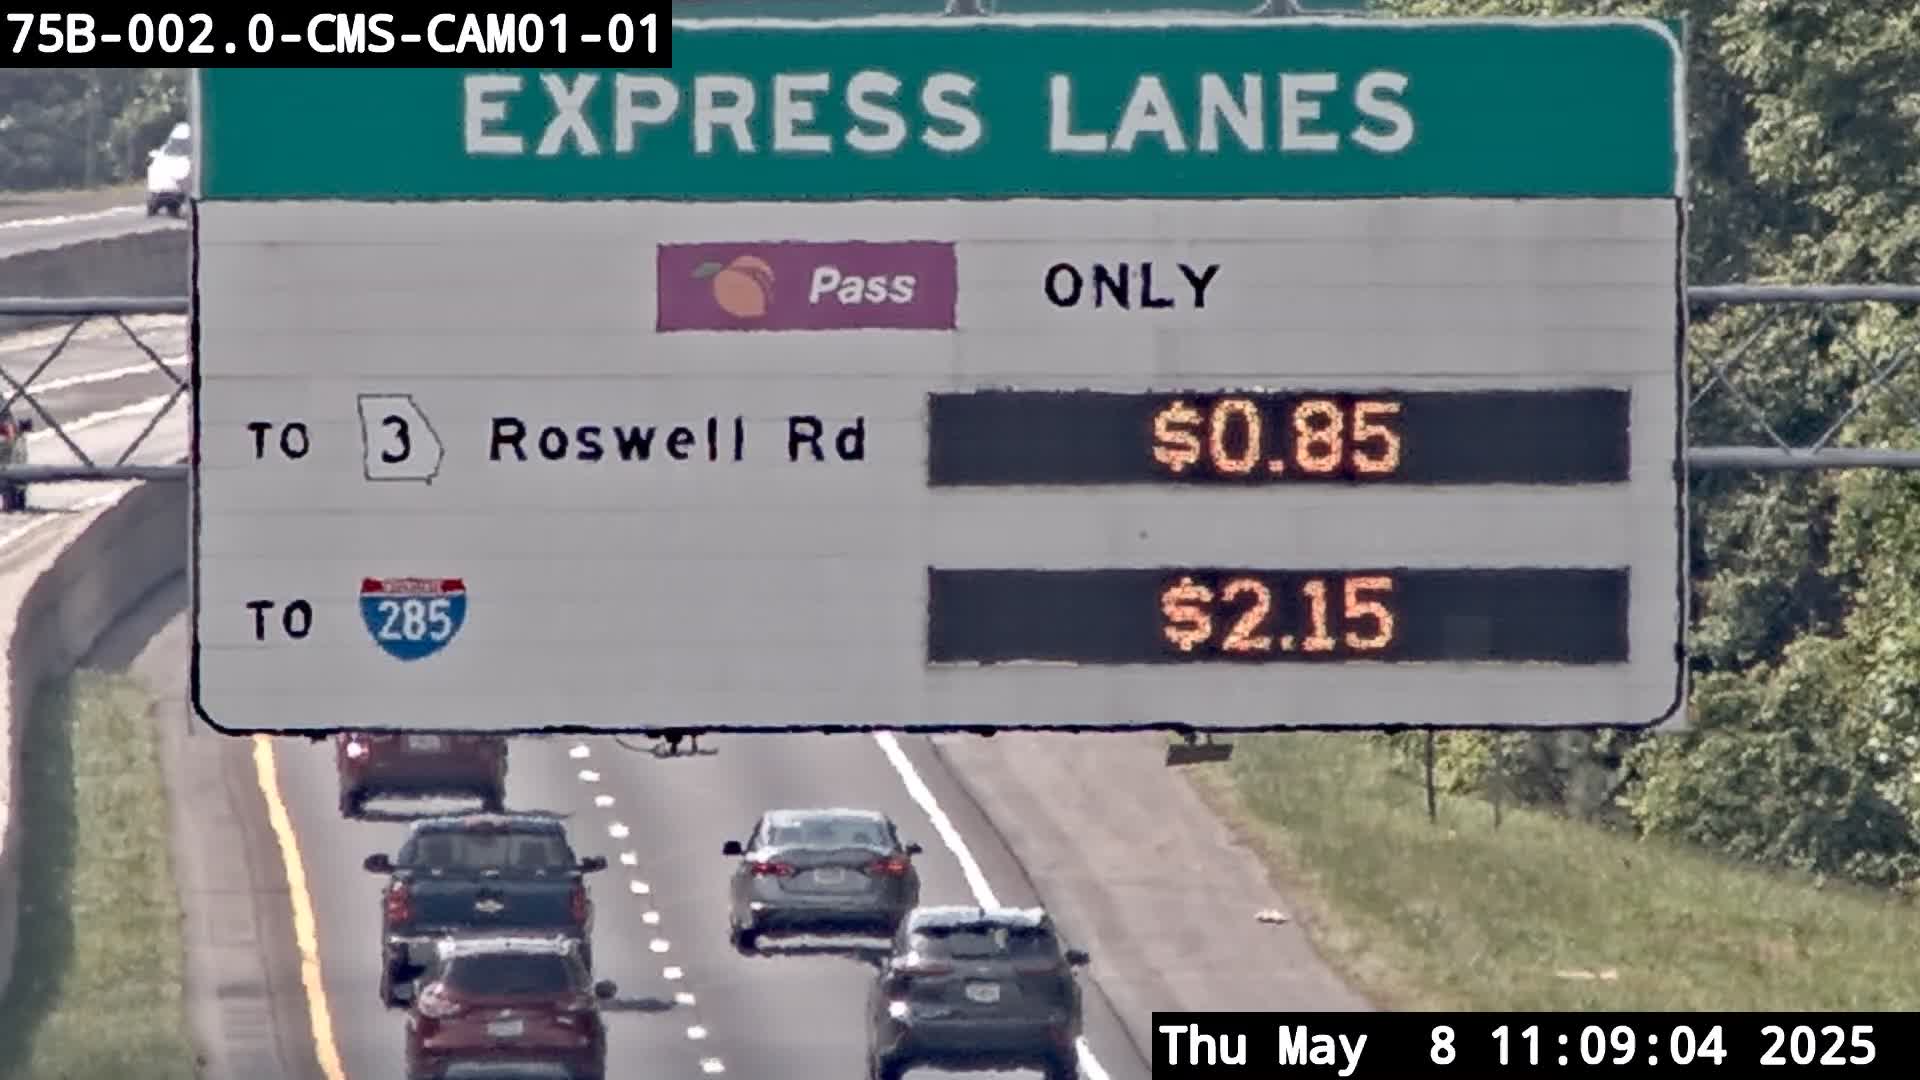 75B-002.0-CMS-CAM01-01
EXPRESS LANES
Pass ONLY
TO 3 Roswell Rd $0.85
TO 285 $2.15
Thu May 8 11:09:04 2025